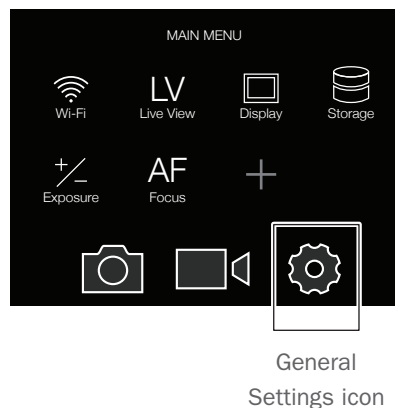 MAIN MENU
Wi-Fi
LV
Live View
Display
Storage
+/-
Exposure
AF
Focus
+
General
Settings icon